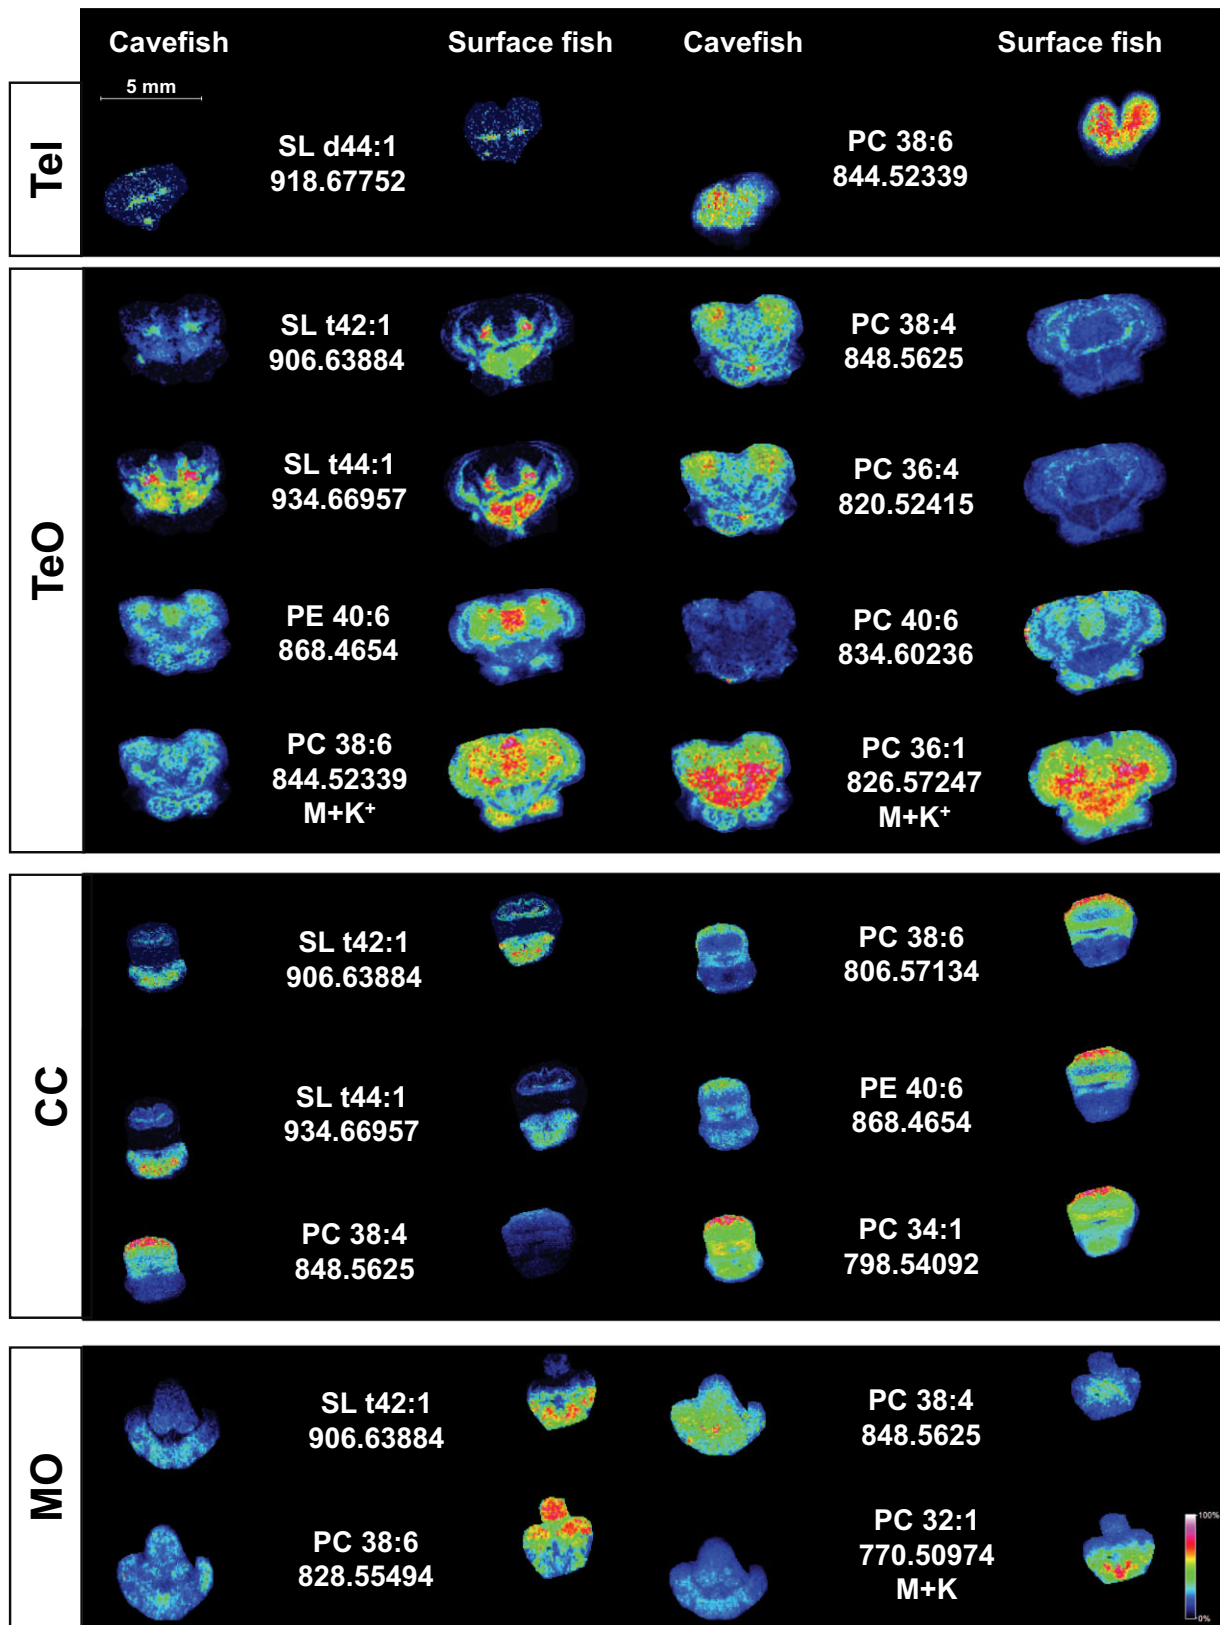 Cavefish Surface fish Cavefish Surface fish
5 mm
Tel
SL d44:1
918.67752
PC 38:6
844.52339
TeO
SL t42:1
906.63884
PC 38:4
848.5625
SL t44:1
934.66957
PC 36:4
820.52415
PE 40:6
868.4654
PC 40:6
834.60236
PC 38:6
844.52339
M+K⁺
PC 36:1
826.57247
M+K⁺
CC
SL t42:1
906.63884
PC 38:6
806.57134
SL t44:1
934.66957
PE 40:6
868.4654
PC 38:4
848.5625
PC 34:1
798.54092
MO
SL t42:1
906.63884
PC 38:4
848.5625
PC 38:6
828.55494
PC 32:1
770.50974
M+K
100%
0%